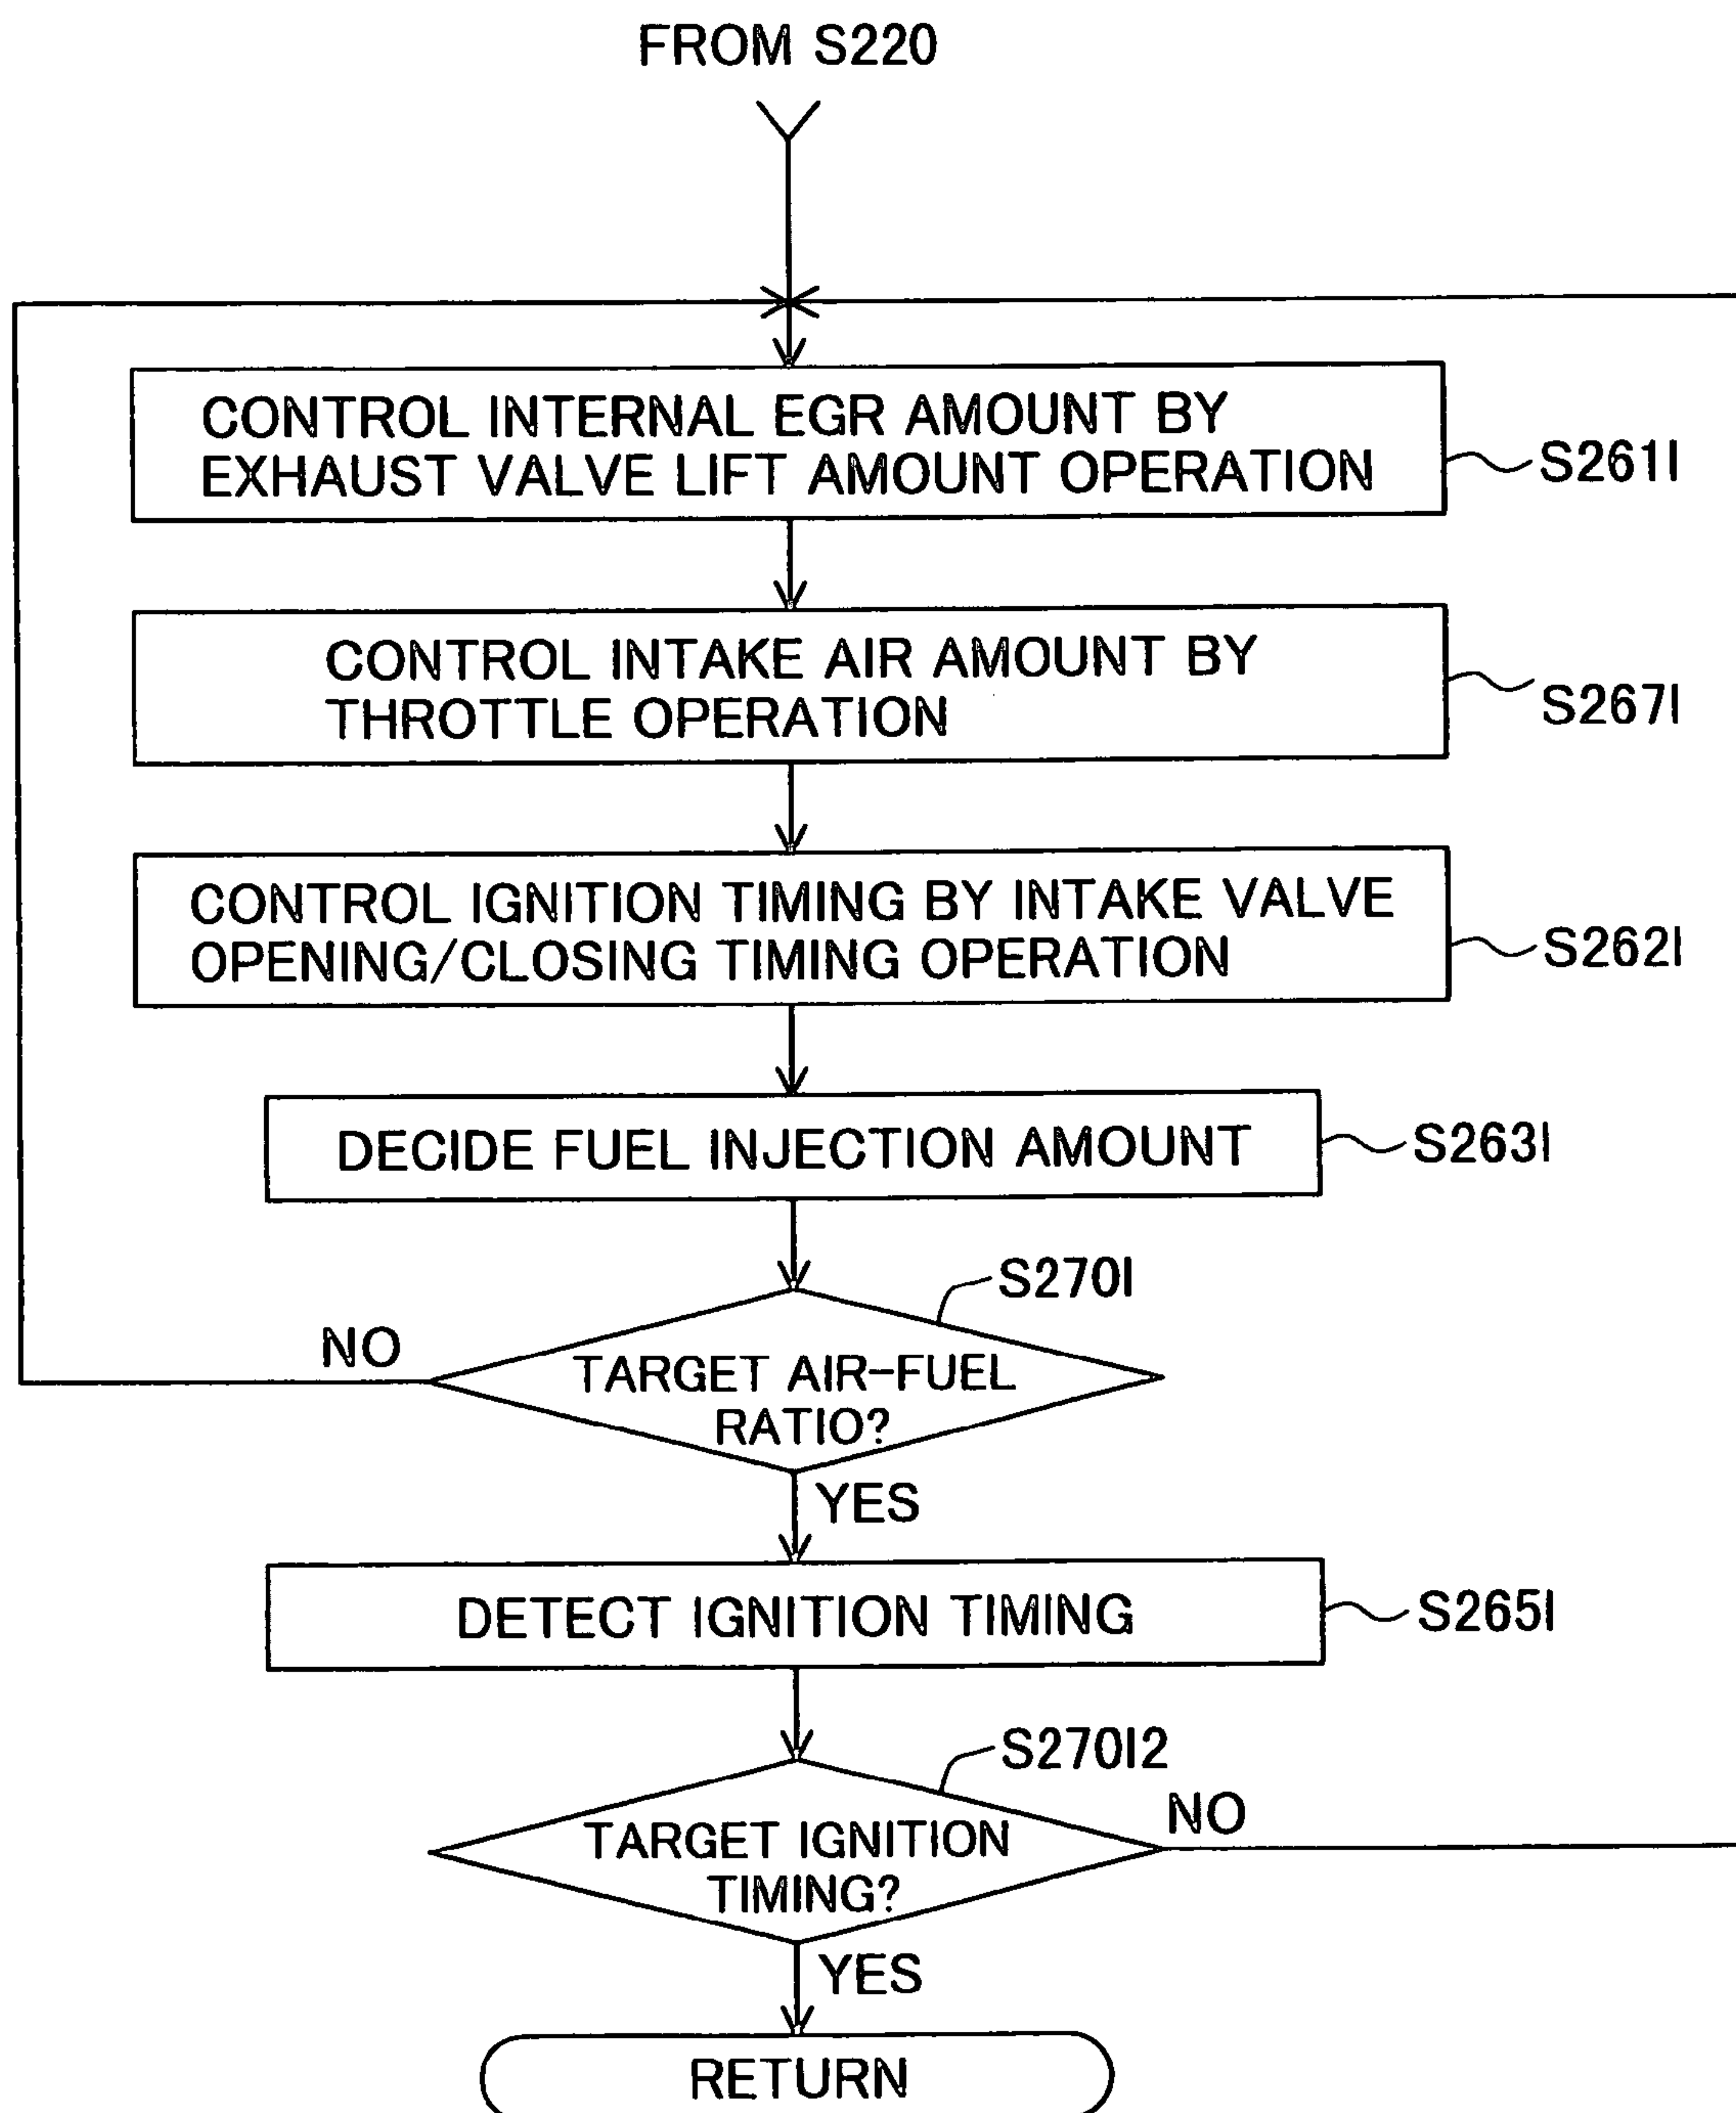 FROM S220
CONTROL INTERNAL EGR AMOUNT BY
EXHAUST VALVE LIFT AMOUNT OPERATION
S261I
CONTROL INTAKE AIR AMOUNT BY
THROTTLE OPERATION
S267I
CONTROL IGNITION TIMING BY INTAKE VALVE
OPENING/CLOSING TIMING OPERATION
S262I
DECIDE FUEL INJECTION AMOUNT
S263I
S270I
NO
TARGET AIR-FUEL
RATIO?
YES
DETECT IGNITION TIMING
S265I
S270I2
NO
TARGET IGNITION
TIMING?
YES
RETURN